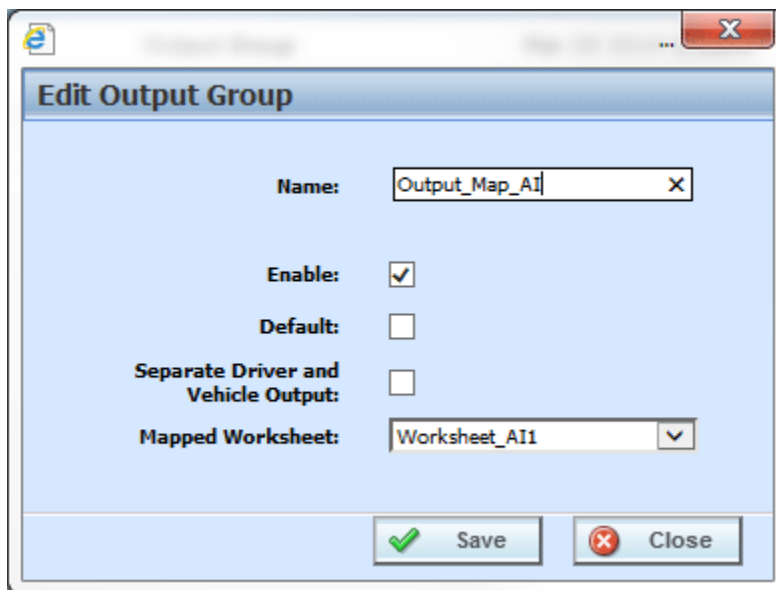 ...
Edit Output Group
Name: Output_Map_AI
Enable:
Default:
Separate Driver and
Vehicle Output:
Mapped Worksheet: Worksheet_AI1
Save Close